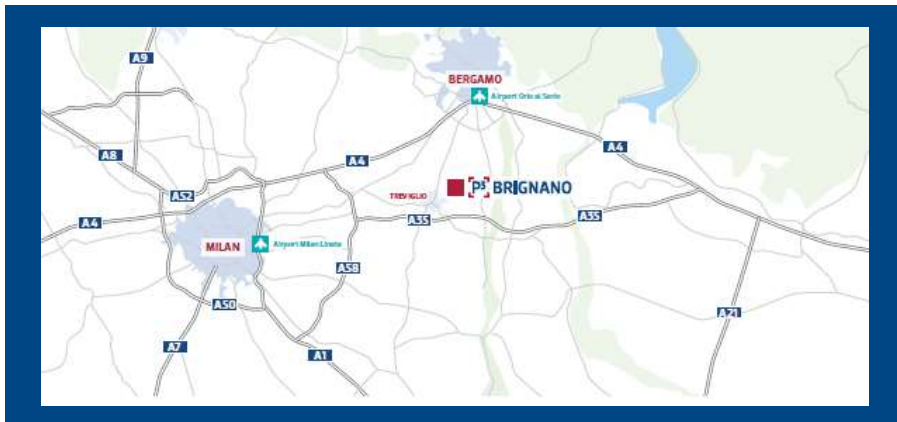 A9
BERGAMO
Airport Orio al Serio
A8
A4
A4
A52
TREVIGLIO
P3 BRIGNANO
A4
A35
A35
MILAN
Airport Milan Linate
A58
A50
A21
A7
A1